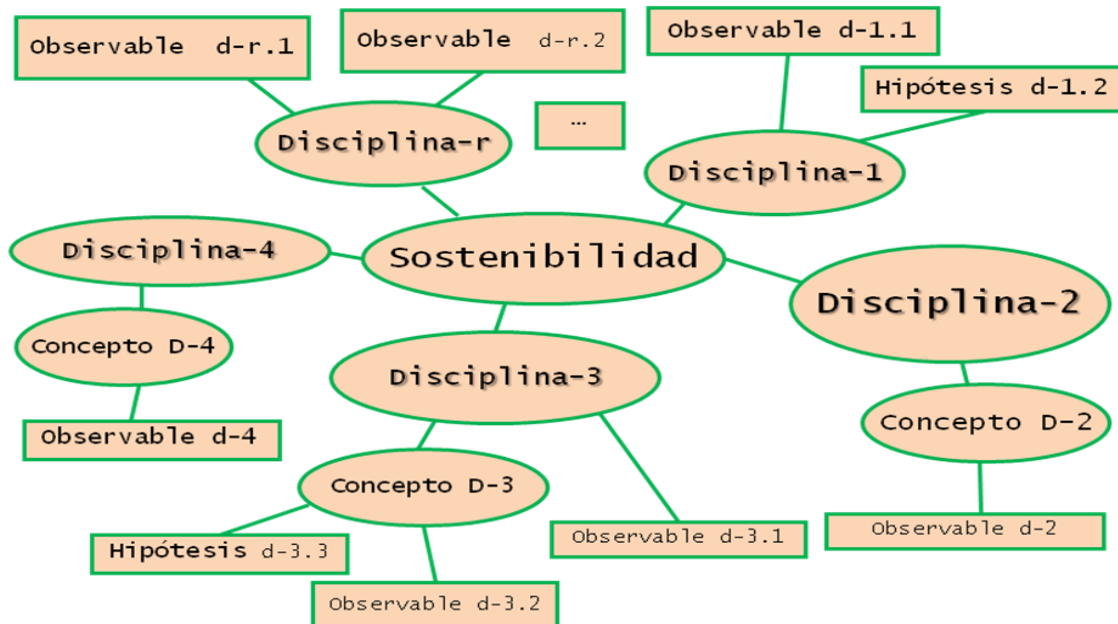 Observable d-r.1
Observable d-r.2
Observable d-1.1
Hipótesis d-1.2
...
Disciplina-r
Disciplina-1
Disciplina-4
Sostenibilidad
Disciplina-2
Concepto D-4
Disciplina-3
Concepto D-2
Observable d-4
Concepto D-3
Observable d-2
Observable d-3.1
Hipótesis d-3.3
Observable d-3.2